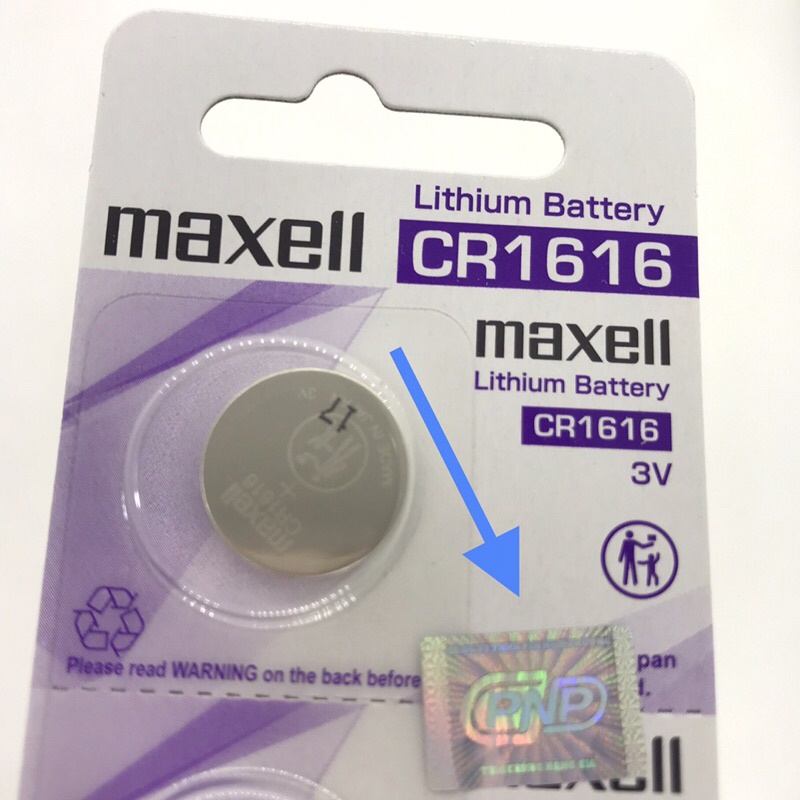 Lithium Battery
maxell CR1616
maxell
Lithium Battery
CR1616
3V
17
maxell
CR1616
Please read WARNING on the back before
pan
d.
PNP
maxell